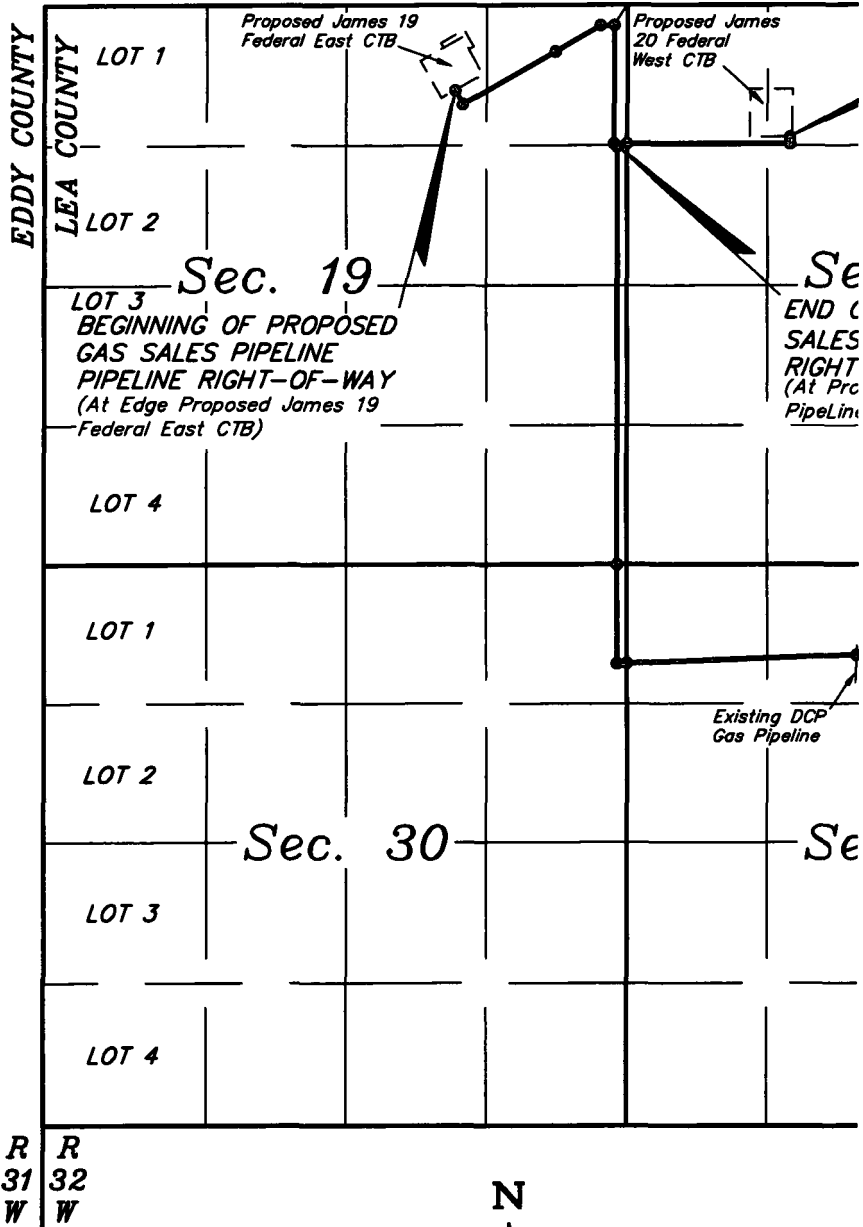 Proposed James 19
Federal East CTB
Proposed James
20 Federal
West CTB
EDDY COUNTY
LEA COUNTY
LOT 1
LOT 2
Sec. 19
LOT 3
BEGINNING OF PROPOSED
GAS SALES PIPELINE
PIPELINE RIGHT-OF-WAY
(At Edge Proposed James 19
Federal East CTB)
Se
END
SALES
RIGHT
(At Pro
PipeLine
LOT 4
LOT 1
Existing DCP
Gas Pipeline
LOT 2
Sec. 30
Se
LOT 3
LOT 4
R R
31 32
W W
N